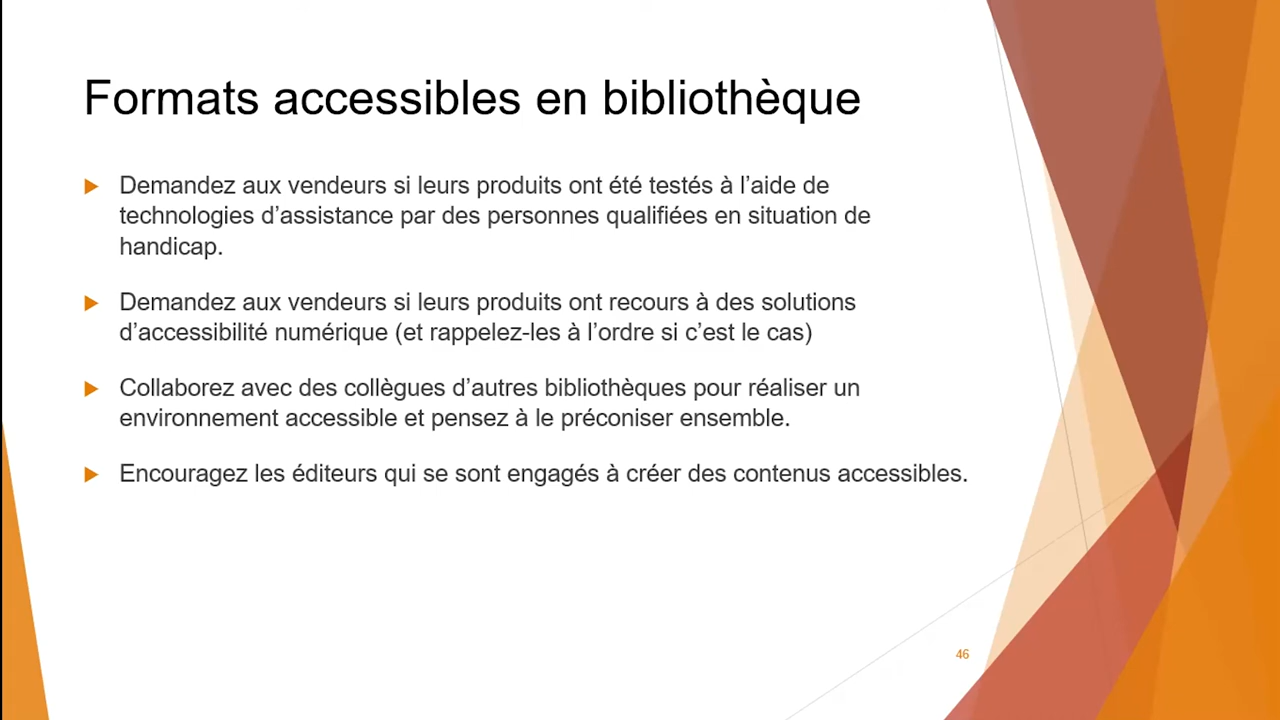 Formats accessibles en bibliothèque
Demandez aux vendeurs si leurs produits ont été testés à l’aide de
technologies d’assistance par des personnes qualifiées en situation de
handicap.
Demandez aux vendeurs si leurs produits ont recours à des solutions
d’accessibilité numérique (et rappelez-les à l’ordre si c’est le cas)
Collaborez avec des collègues d’autres bibliothèques pour réaliser un
environnement accessible et pensez à le préconiser ensemble.
Encouragez les éditeurs qui se sont engagés à créer des contenus accessibles.
46